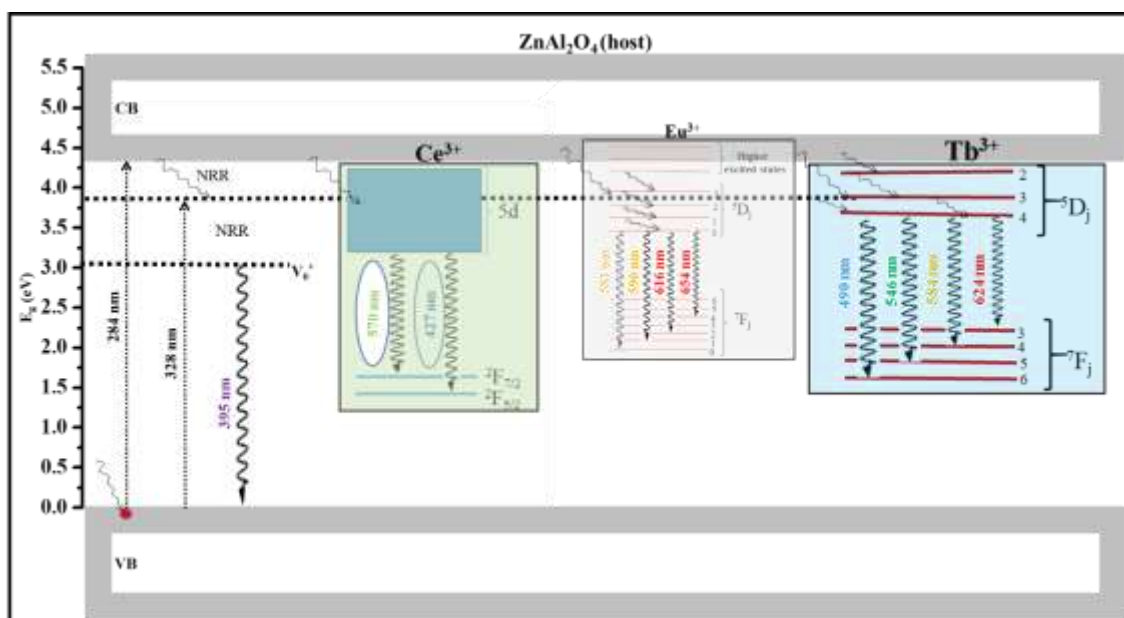 ZnAl₂O₄ (host)
5.5
5.0
4.5
4.0
3.5
3.0
2.5
2.0
1.5
1.0
0.5
0.0
E_g (eV)
CB
VB
284 nm
328 nm
395 nm
NRR
NRR
Ce³⁺
5d
427 nm
²F₇/₂
²F₅/₂
Eu³⁺
Higher
excited states
⁵Dⱼ
590 nm
616 nm
654 nm
⁷Fⱼ
Tb³⁺
2
3
4
⁵Dⱼ
490 nm
546 nm
584 nm
624 nm
3
4
5
6
⁷Fⱼ